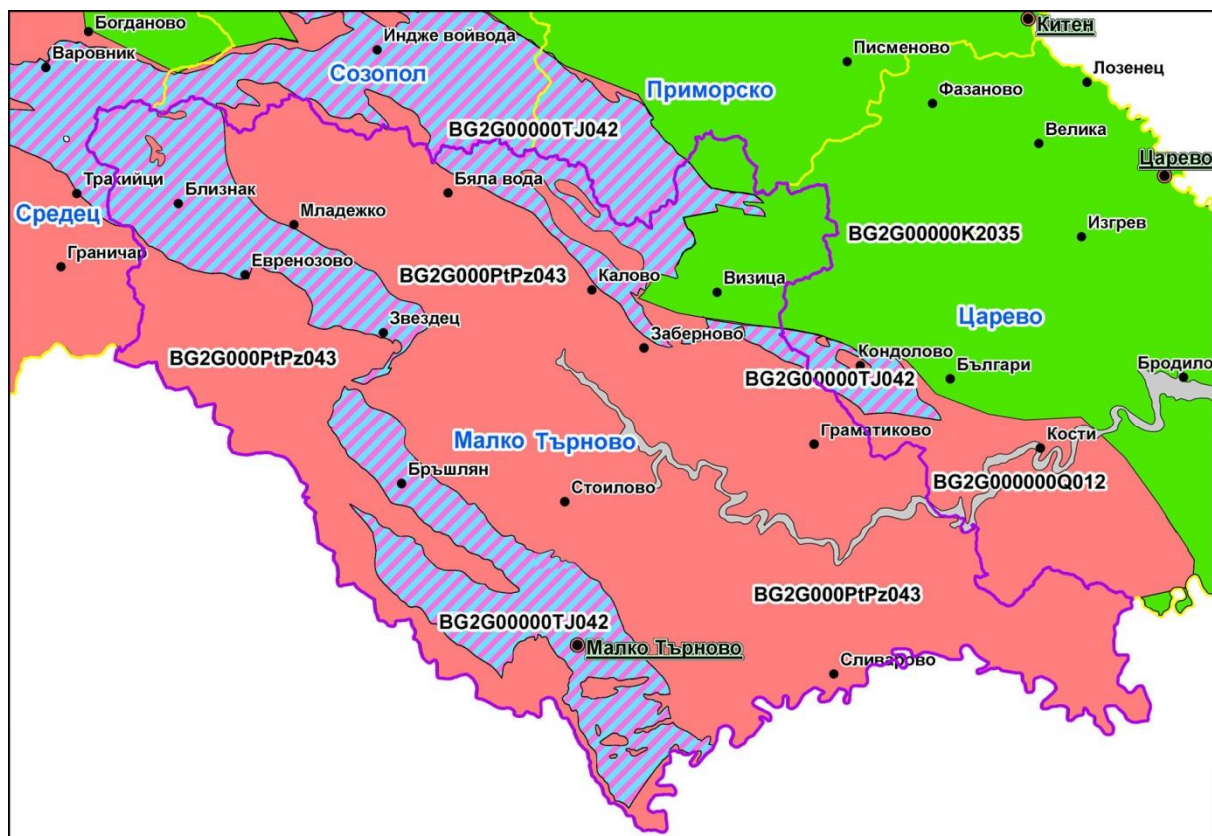 Богданово
Китен
Индже войвода
Варовник
Писменово
Созопол
Лозенец
Приморско
Фазаново
BG2G00000TJ042
Велика
Царево
Тракийци
Бяла вода
Близнак
Средец
Младежко
BG2G00000K2035
Изгрев
Граничар
Евренозово
BG2G000PtPz043
Калово
Визица
Царево
Звездец
Заберново
BG2G000PtPz043
Кондолово
BG2G00000TJ042
Българи
Бродилово
Малко Търново
Граматиково
Кости
Бръшлян
BG2G000000Q012
Стоилово
BG2G000PtPz043
BG2G00000TJ042
Малко Търново
Сливарово